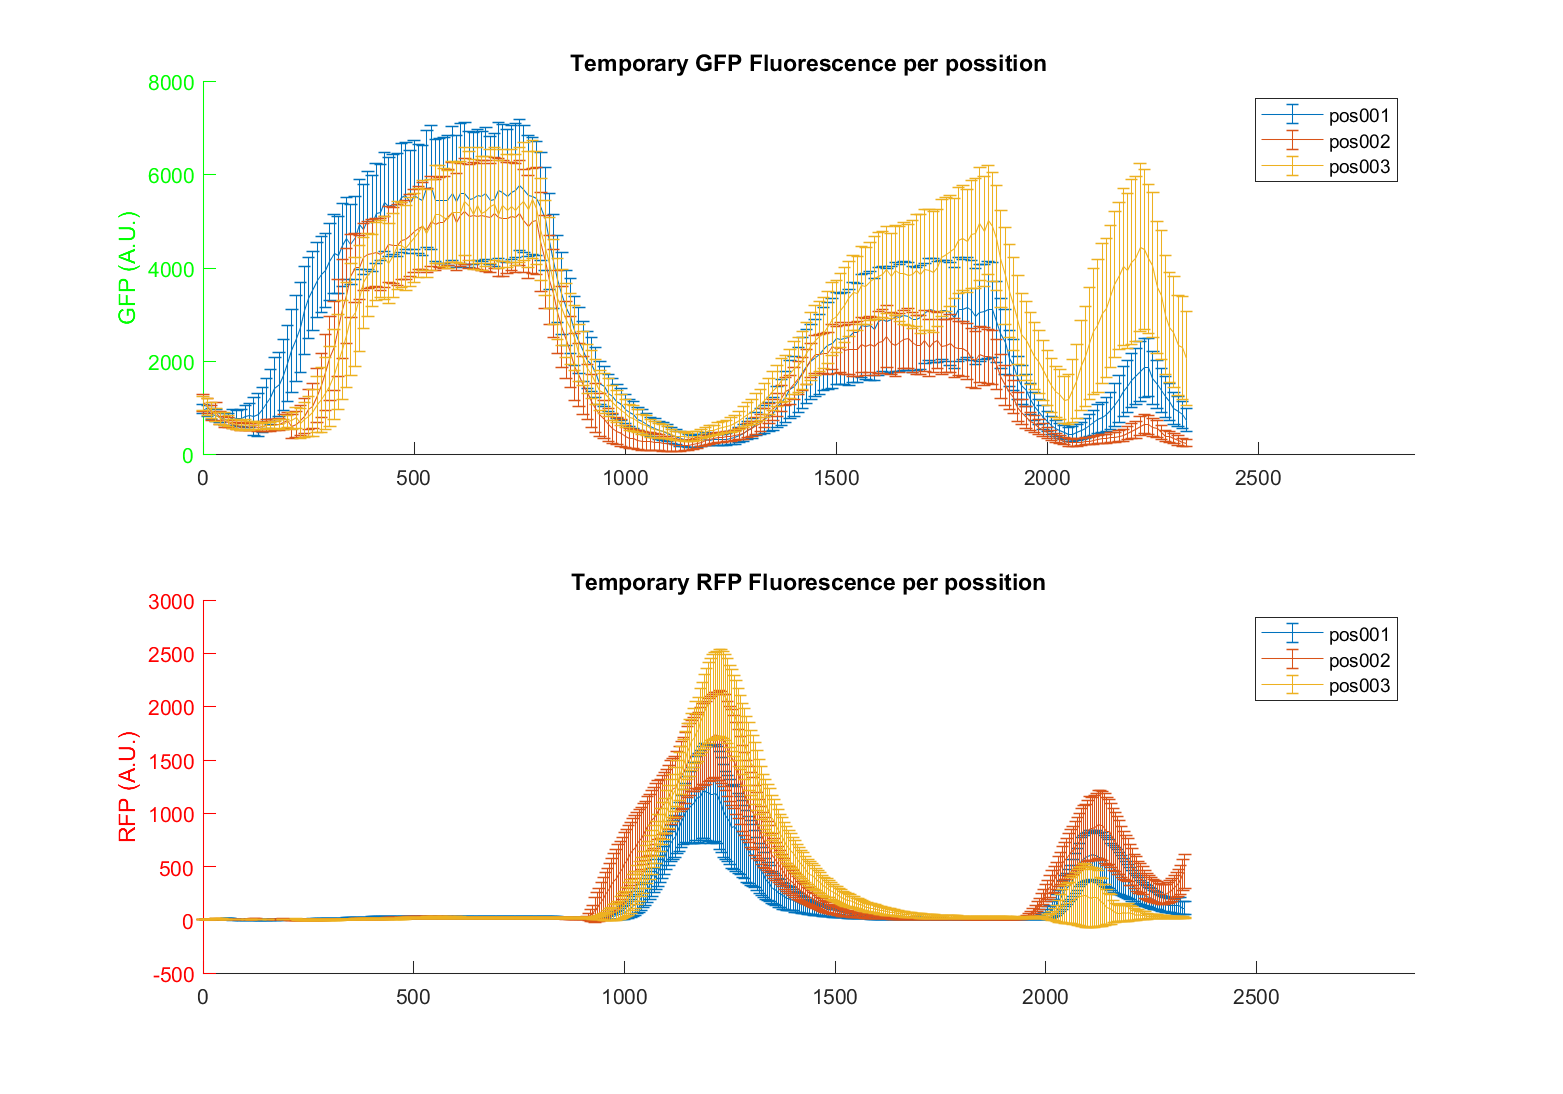 Temporary GFP Fluorescence per possition
8000
6000
4000
2000
0
GFP (A.U.)
0 500 1000 1500 2000 2500
pos001
pos002
pos003
Temporary RFP Fluorescence per possition
3000
2500
2000
1500
1000
500
0
-500
RFP (A.U.)
0 500 1000 1500 2000 2500
pos001
pos002
pos003